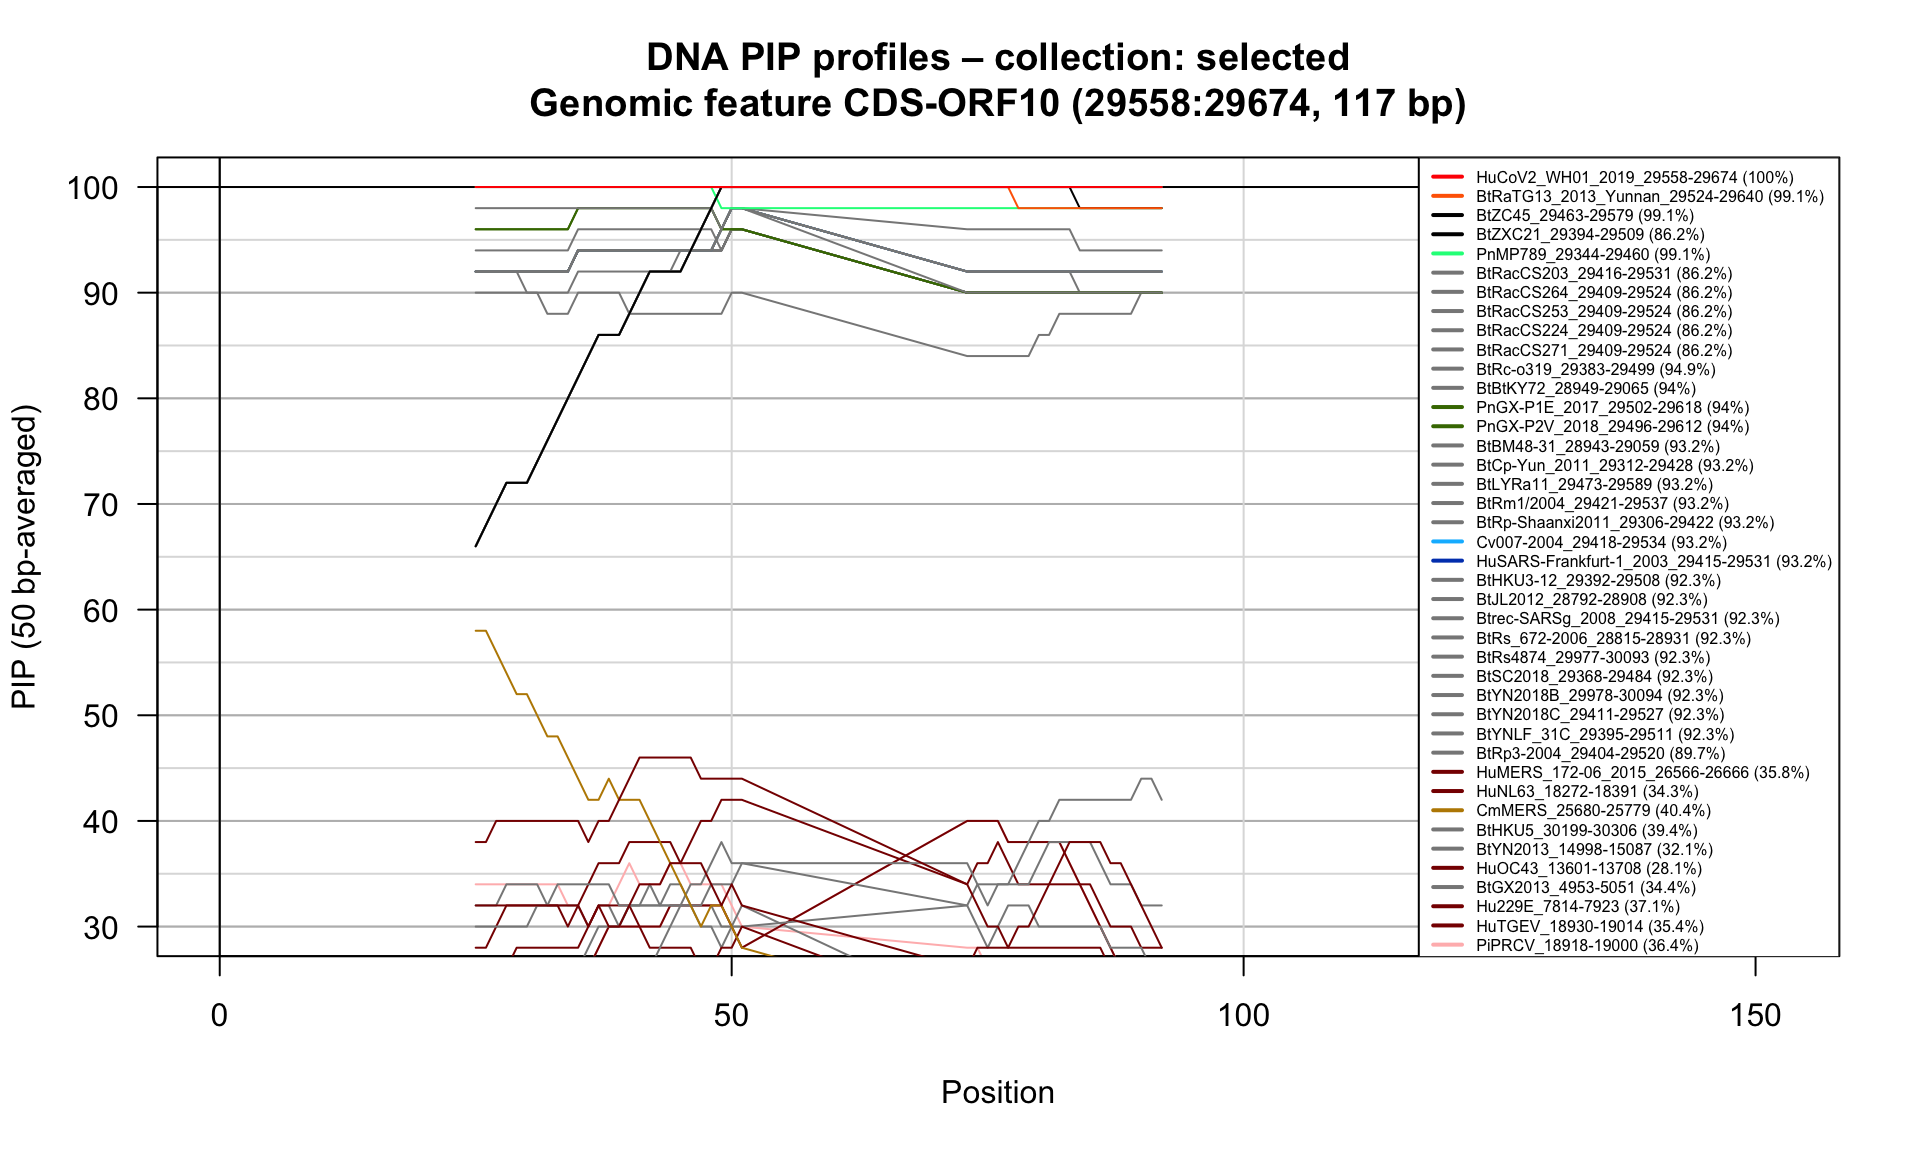 DNA PIP profiles – collection: selected
Genomic feature CDS-ORF10 (29558:29674, 117 bp)
PIP (50 bp-averaged)
100
90
80
70
60
50
40
30
HuCoV2_WH01_2019_29558-29674 (100%)
BtRaTG13_2013_Yunnan_29524-29640 (99.1%)
BtZC45_29463-29579 (99.1%)
BtZXC21_29394-29509 (86.2%)
PnMP789_29344-29460 (99.1%)
BtRacCS203_29416-29531 (86.2%)
BtRacCS264_29409-29524 (86.2%)
BtRacCS253_29409-29524 (86.2%)
BtRacCS224_29409-29524 (86.2%)
BtRacCS271_29409-29524 (86.2%)
BtRc-o319_29383-29499 (94.9%)
BtBtKY72_28949-29065 (94%)
PnGX-P1E_2017_29502-29618 (94%)
PnGX-P2V_2018_29496-29612 (94%)
BtBM48-31_28943-29059 (93.2%)
BtCp-Yun_2011_29312-29428 (93.2%)
BtLYRa11_29473-29589 (93.2%)
BtRm1/2004_29421-29537 (93.2%)
BtRp-Shaanxi2011_29306-29422 (93.2%)
Cv007-2004_29418-29534 (93.2%)
HuSARS-Frankfurt-1_2003_29415-29531 (93.2%)
BtHKU3-12_29392-29508 (92.3%)
BtJL2012_28792-28908 (92.3%)
Btrec-SARSg_2008_29415-29531 (92.3%)
BtRs_672-2006_28815-28931 (92.3%)
BtRs4874_29977-30093 (92.3%)
BtSC2018_29368-29484 (92.3%)
BtYN2018B_29978-30094 (92.3%)
BtYN2018C_29411-29527 (92.3%)
BtYNLF_31C_29395-29511 (92.3%)
BtRp3-2004_29404-29520 (89.7%)
HuMERS_172-06_2015_26566-26666 (35.8%)
HuNL63_18272-18391 (34.3%)
CmMERS_25680-25779 (40.4%)
BtHKU5_30199-30306 (39.4%)
BtYN2013_14998-15087 (32.1%)
HuOC43_13601-13708 (28.1%)
BtGX2013_4953-5051 (34.4%)
Hu229E_7814-7923 (37.1%)
HuTGEV_18930-19014 (35.4%)
PiPRCV_18918-19000 (36.4%)
0
50
100
150
Position